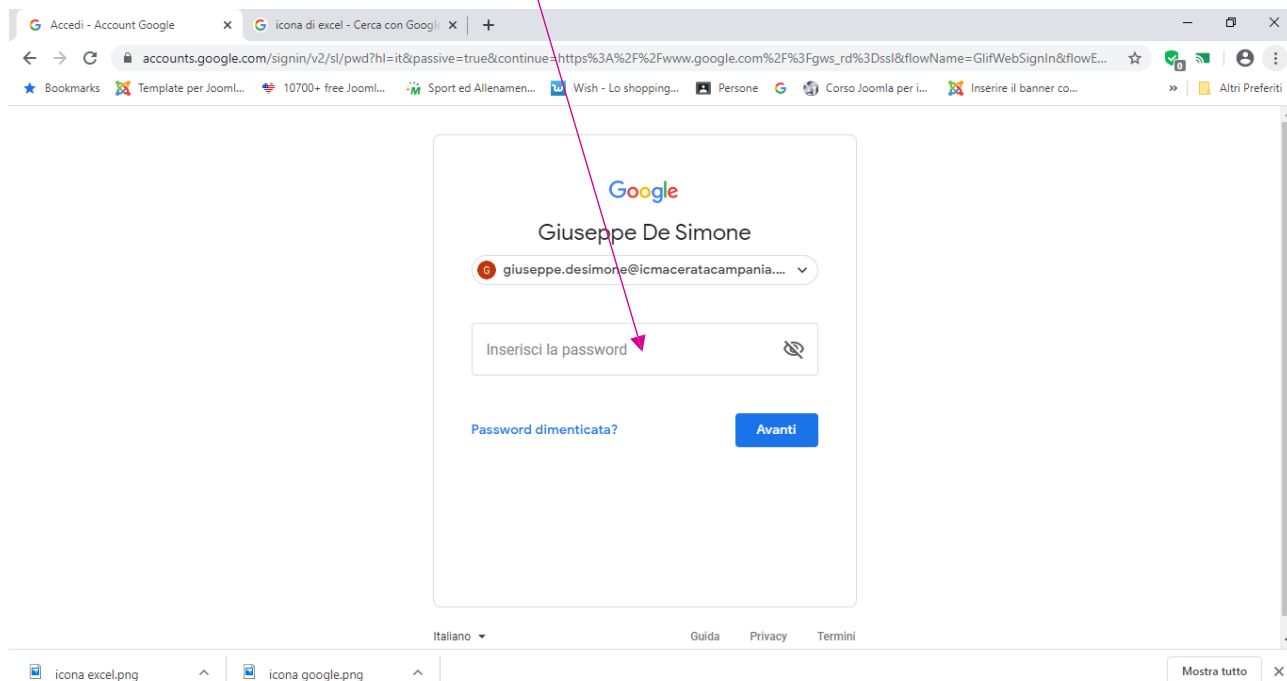 Accedi - Account Google
icona di excel - Cerca con Googl
accounts.google.com/signin/v2/sl/pwd?hl=it&passive=true&continue=https%3A%2F%2Fwww.google.com%2F%3Fgws_rd%3Dssl&flowName=GlifWebSignIn&flowE...
0
Bookmarks Template per Jooml... 10700+ free Jooml... Sport ed Allenamen... Wish - Lo shopping... Persone Corso Joomla per i... Inserire il banner co... » Altri Preferiti
Google
Giuseppe De Simone
G giuseppe.desimone@icmaceratacampania....
Inserisci la password
Password dimenticata? Avanti
Italiano Guida Privacy Termini
icona excel.png icona google.png Mostra tutto